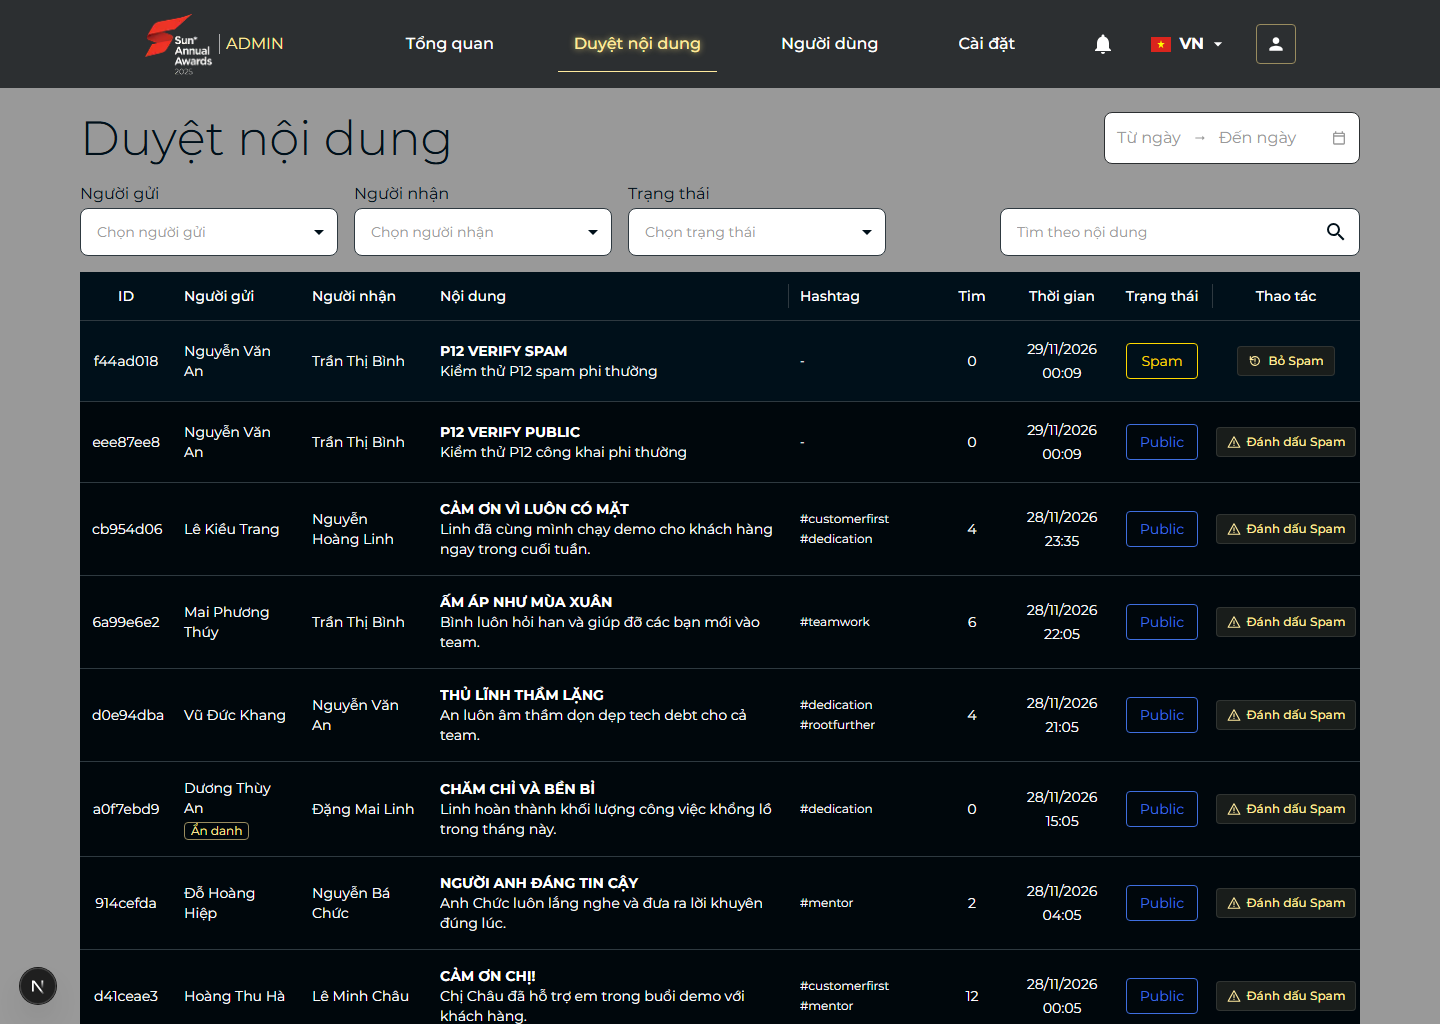 Sun* Annual Awards 2025 | ADMIN
Tổng quan
Duyệt nội dung
Người dùng
Cài đặt
VN
Duyệt nội dung
Từ ngày → Đến ngày
Người gửi
Người nhận
Trạng thái
Chọn người gửi
Chọn người nhận
Chọn trạng thái
Tìm theo nội dung
ID Người gửi Người nhận Nội dung Hashtag Tim Thời gian Trạng thái Thao tác
f44ad018
Nguyễn Văn
An
Trần Thị Bình
P12 VERIFY SPAM
Kiểm thử P12 spam phi thường
-
0
29/11/2026
00:09
Spam
Bỏ Spam
eee87ee8
Nguyễn Văn
An
Trần Thị Bình
P12 VERIFY PUBLIC
Kiểm thử P12 công khai phi thường
-
0
29/11/2026
00:09
Public
Đánh dấu Spam
cb954d06
Lê Kiều Trang
Nguyễn
Hoàng Linh
CẢM ƠN VÌ LUÔN CÓ MẶT
Linh đã cùng mình chạy demo cho khách hàng
ngay trong cuối tuần.
#customerfirst
#dedication
4
28/11/2026
23:35
Public
Đánh dấu Spam
6a99e6e2
Mai Phương
Thúy
Trần Thị Bình
ẤM ÁP NHƯ MÙA XUÂN
Bình luôn hỏi han và giúp đỡ các bạn mới vào
team.
#teamwork
6
28/11/2026
22:05
Public
Đánh dấu Spam
d0e94dba
Vũ Đức Khang
Nguyễn Văn
An
THỦ LĨNH THẦM LẶNG
An luôn âm thầm dọn dẹp tech debt cho cả
team.
#dedication
#rootfurther
4
28/11/2026
21:05
Public
Đánh dấu Spam
a0f7ebd9
Dương Thùy
An
Ẩn danh
Đặng Mai Linh
CHĂM CHỈ VÀ BỀN BỈ
Linh hoàn thành khối lượng công việc khổng lồ
trong tháng này.
#dedication
0
28/11/2026
15:05
Public
Đánh dấu Spam
914cefda
Đỗ Hoàng
Hiệp
Nguyễn Bá
Chức
NGƯỜI ANH ĐÁNG TIN CẬY
Anh Chức luôn lắng nghe và đưa ra lời khuyên
đúng lúc.
#mentor
2
28/11/2026
04:05
Public
Đánh dấu Spam
d41ceae3
Hoàng Thu Hà
Lê Minh Châu
CẢM ƠN CHỊ!
Chị Châu đã hỗ trợ em trong buổi demo với
khách hàng.
#customerfirst
#mentor
12
28/11/2026
00:05
Public
Đánh dấu Spam
N